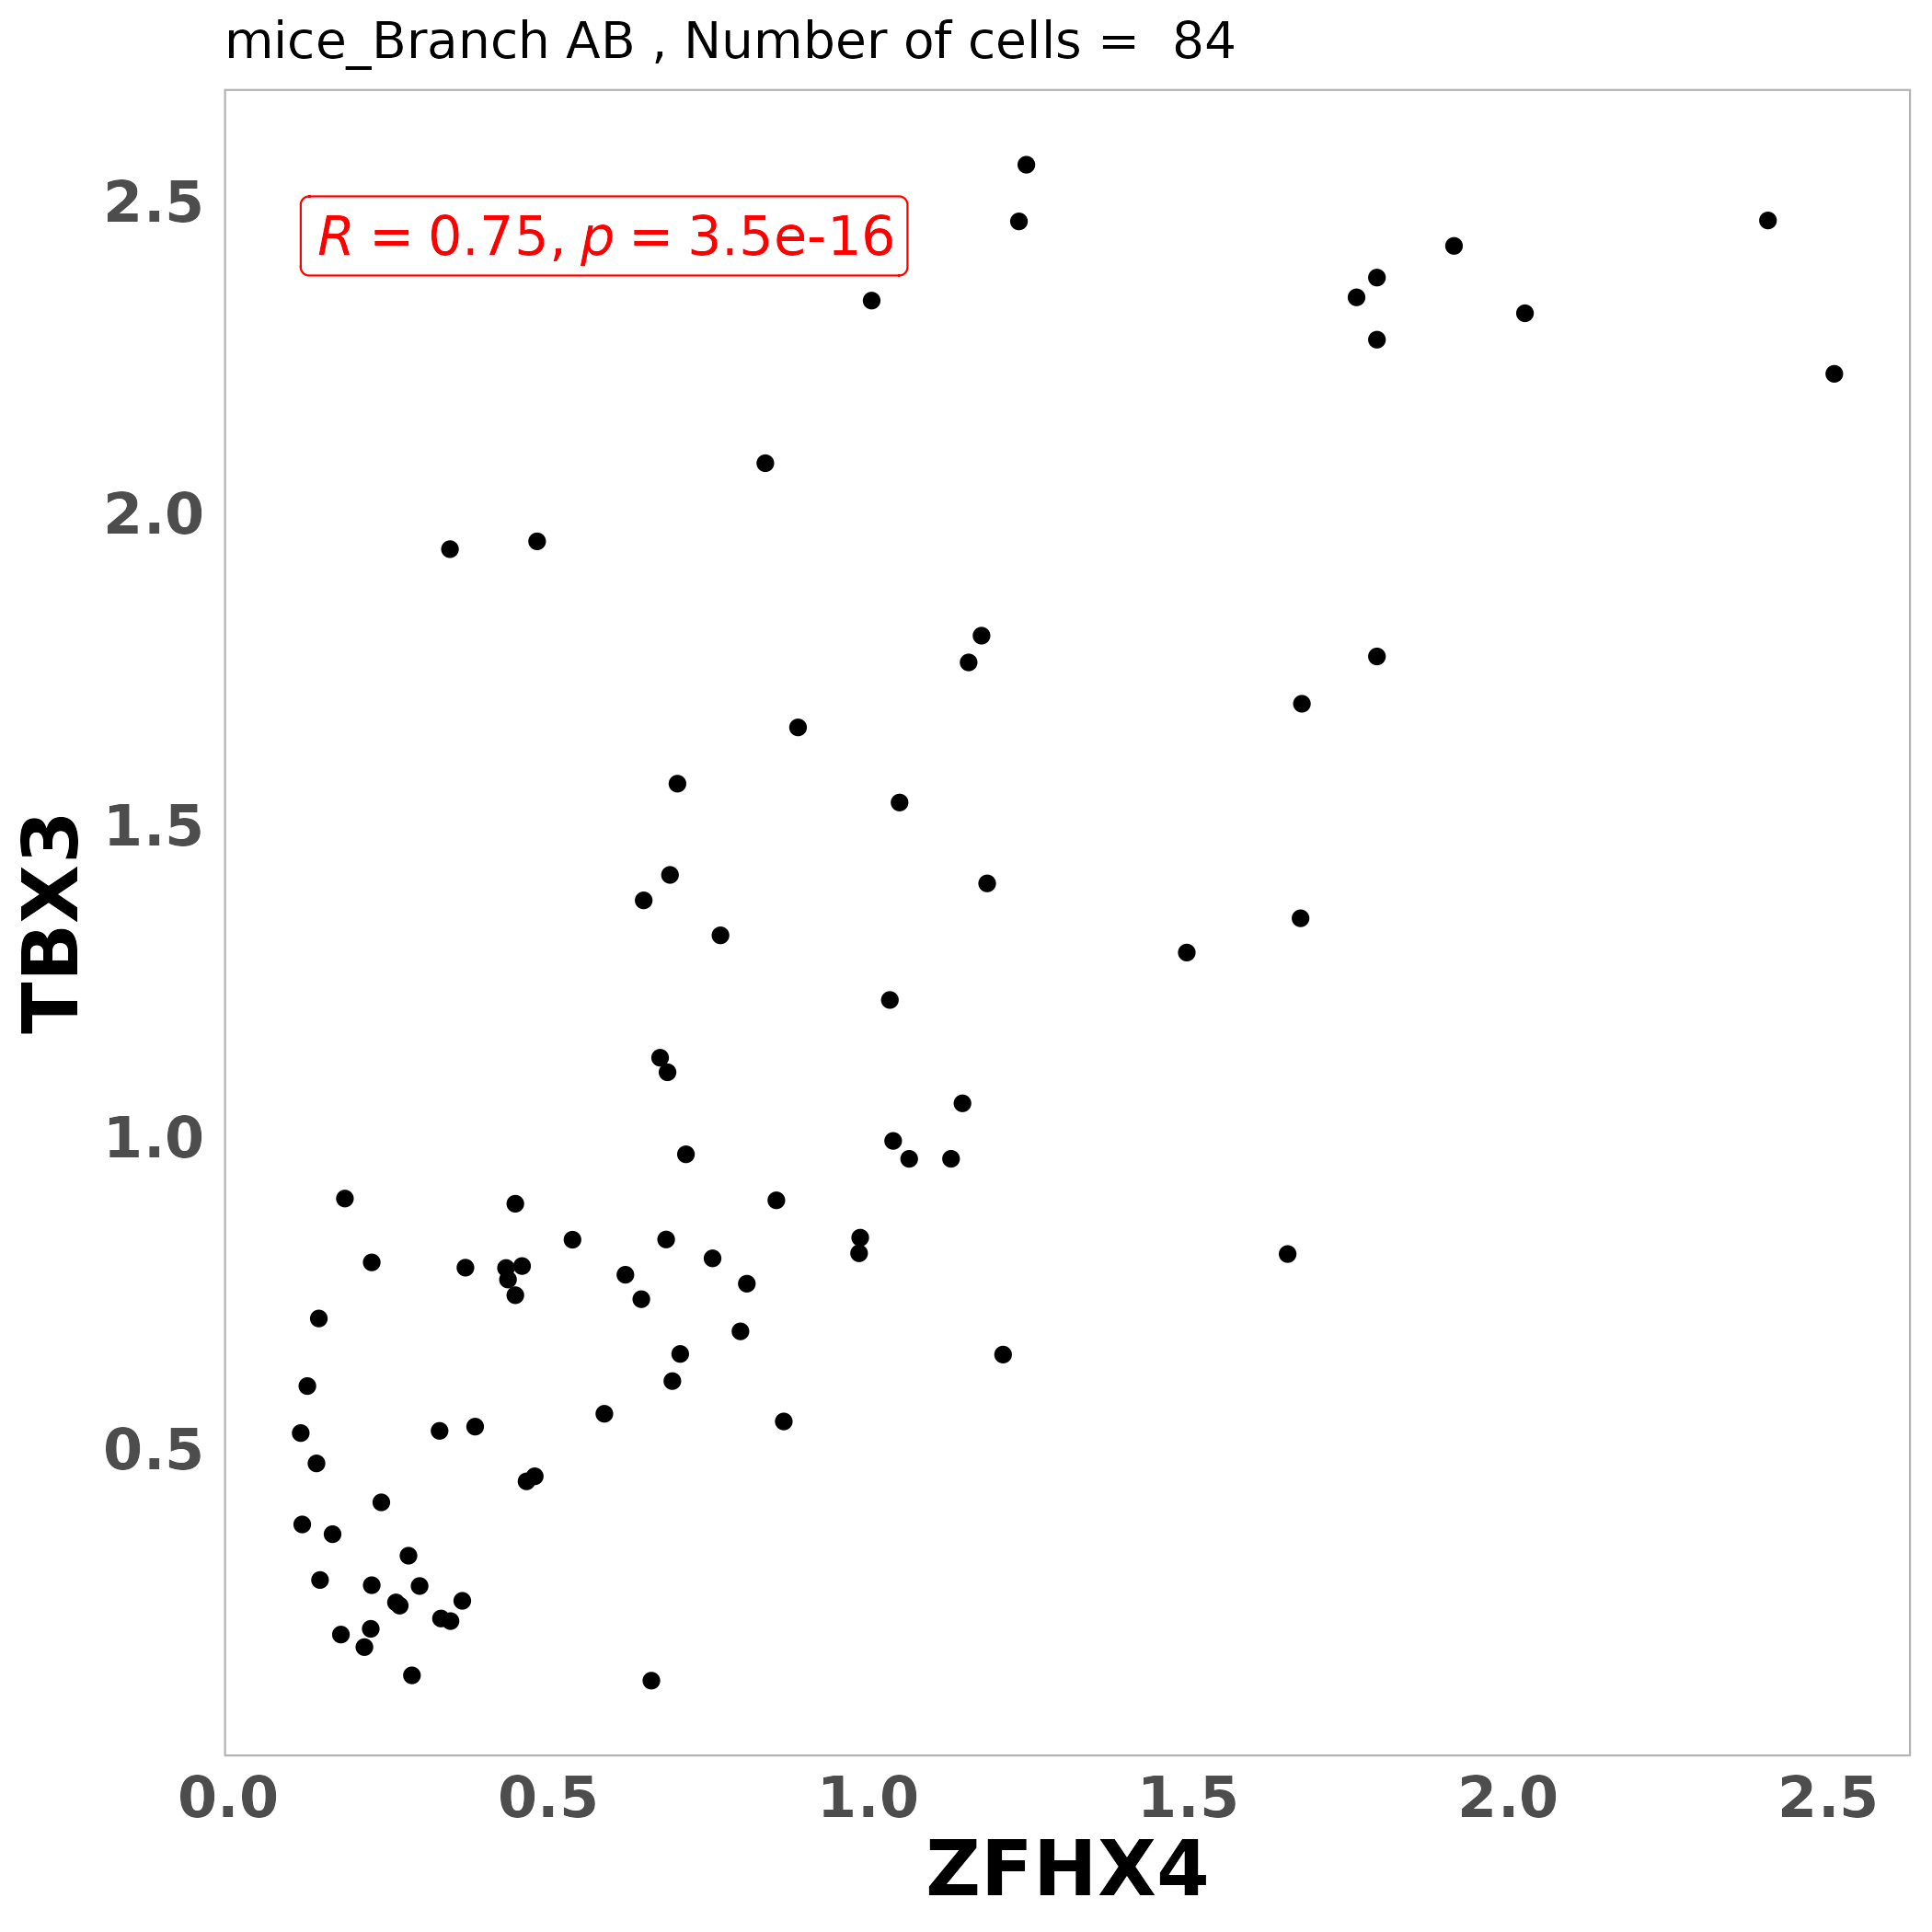 mice_Branch AB , Number of cells =  84
R = 0.75, p = 3.5e-16
TBX3
2.5
2.0
1.5
1.0
0.5
0.0 0.5 1.0 1.5 2.0 2.5
ZFHX4